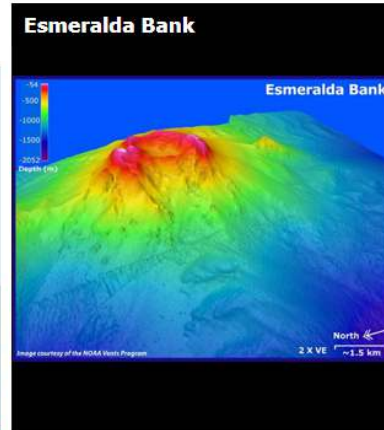 Esmeralda Bank
Esmeralda Bank
-54
-500
-1000
-1500
-2052
Depth (m)
North
2 X VE
~1.5 km
Image courtesy of the NOAA Vents Program